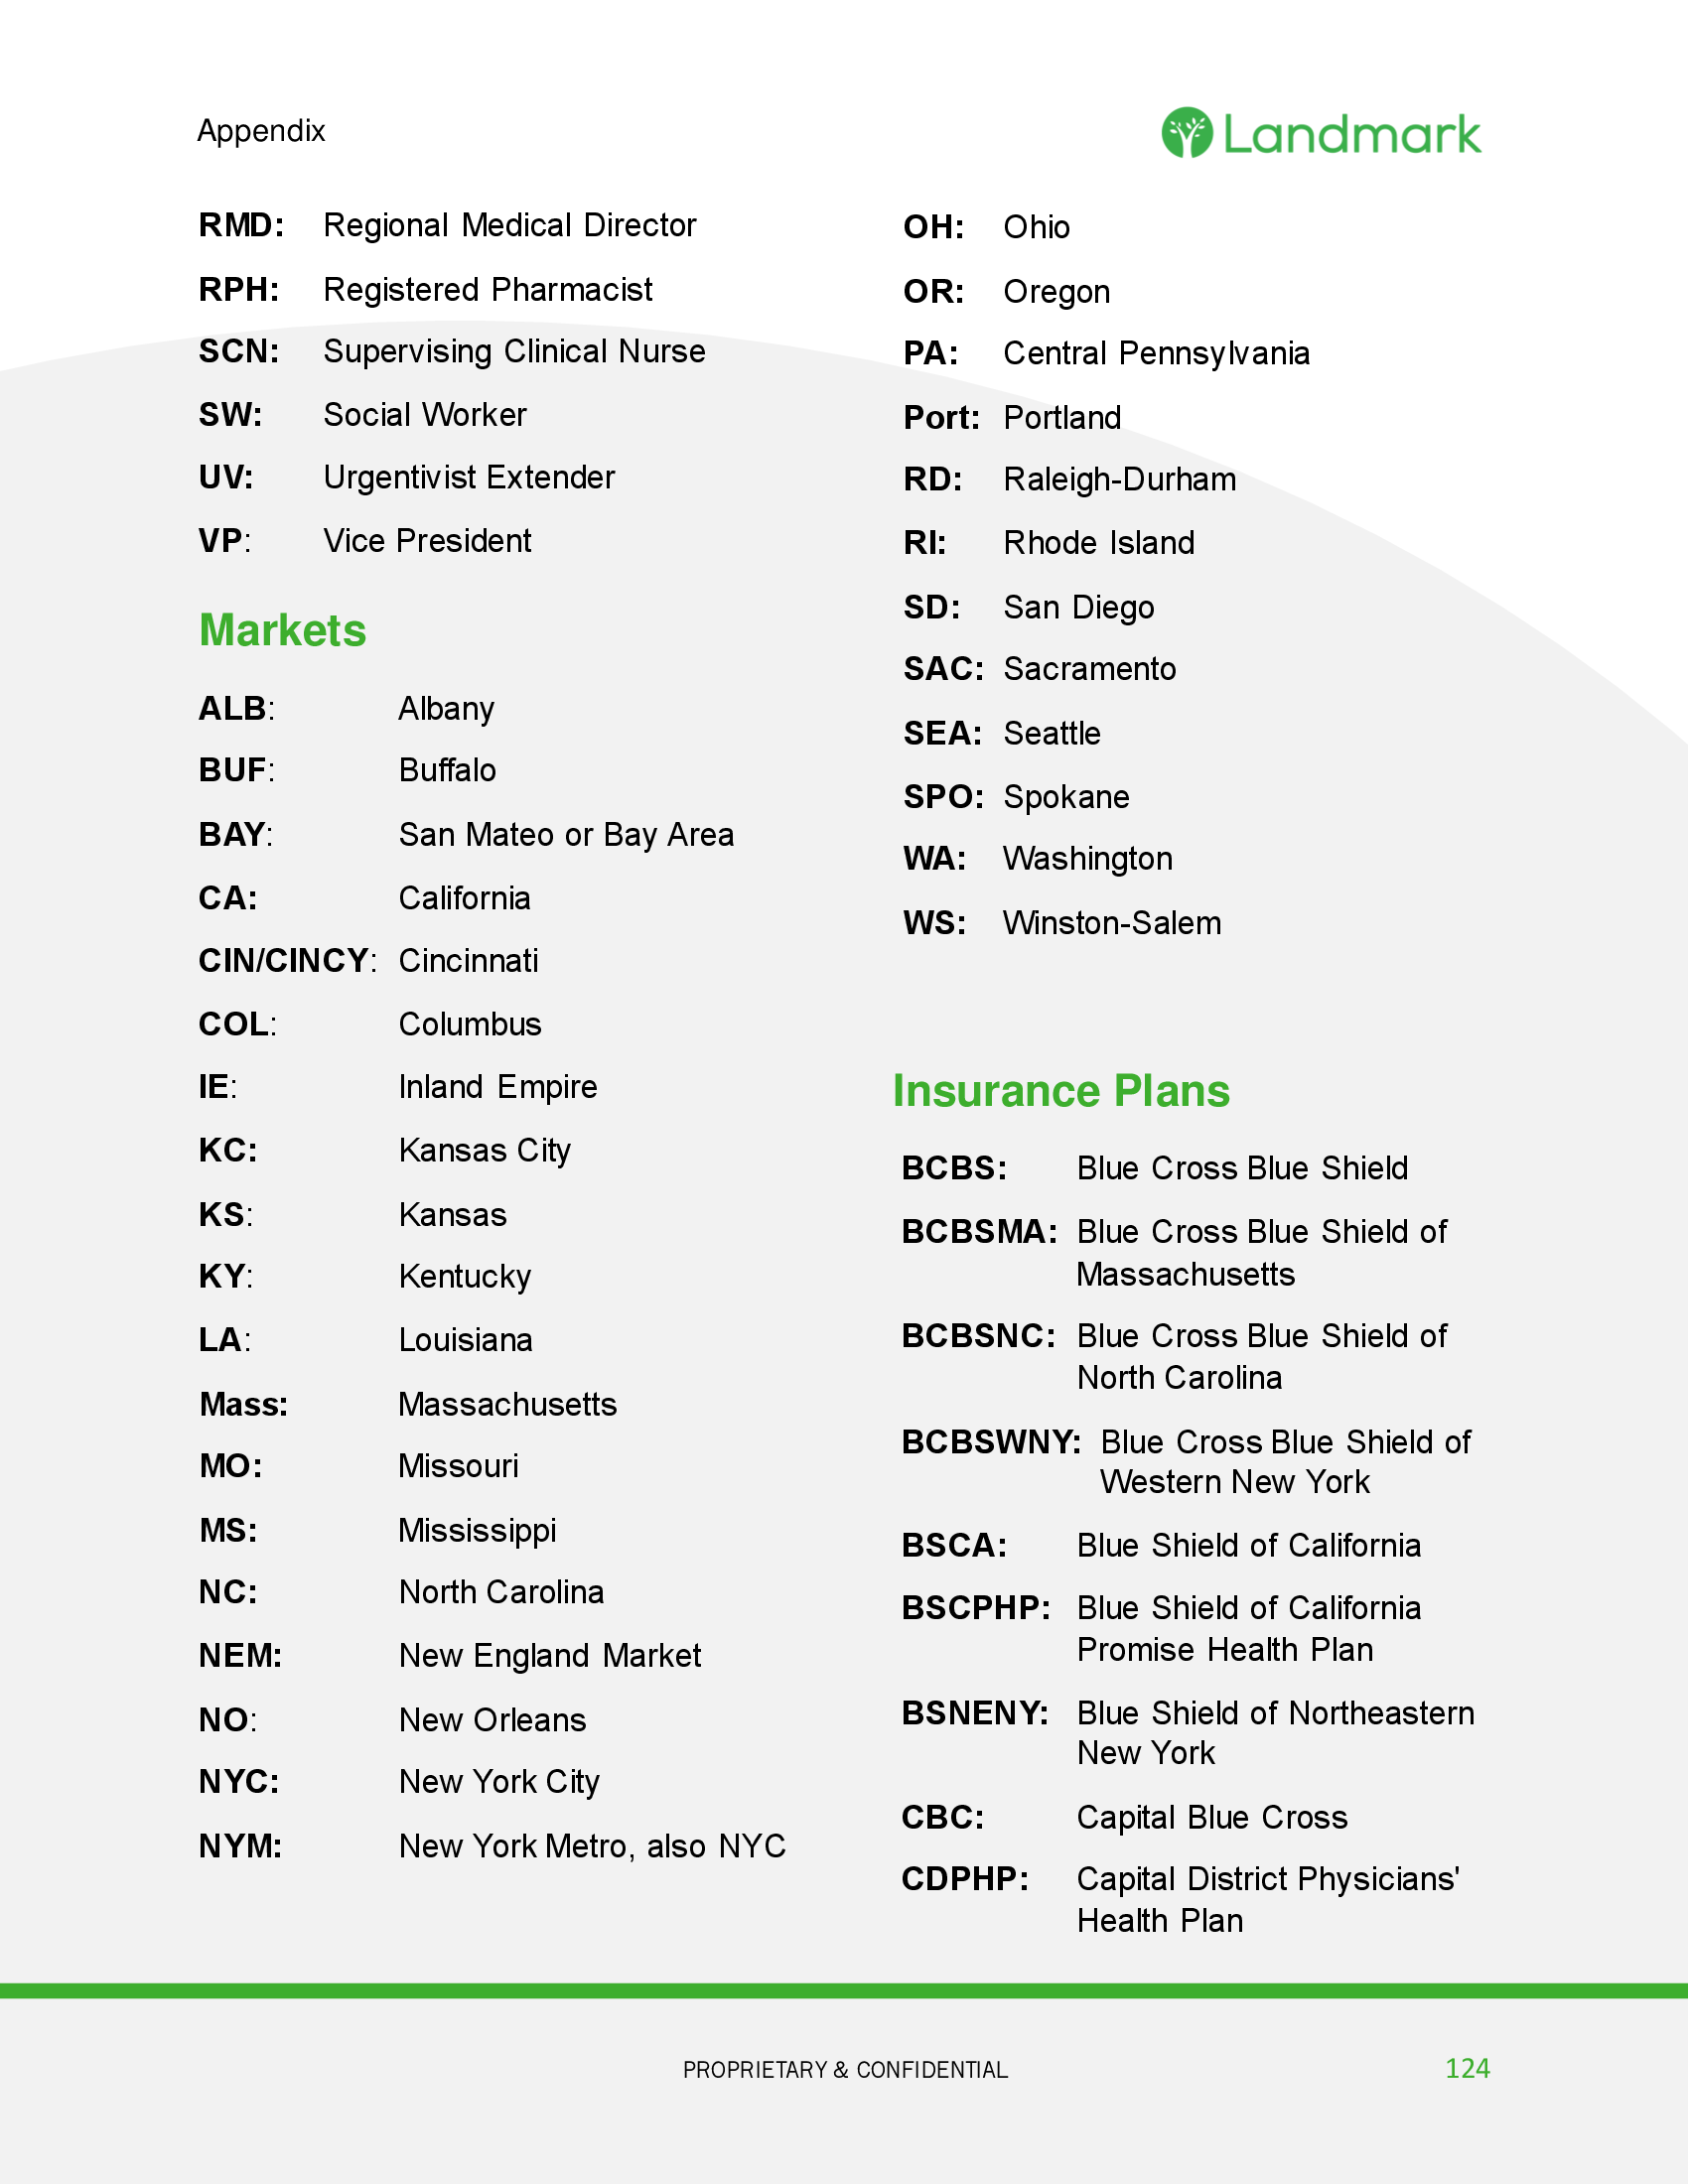 Appendix
Landmark
RMD: Regional Medical Director
RPH: Registered Pharmacist
SCN: Supervising Clinical Nurse
SW: Social Worker
UV: Urgentivist Extender
VP: Vice President
Markets
ALB: Albany
BUF: Buffalo
BAY: San Mateo or Bay Area
CA: California
CIN/CINCY: Cincinnati
COL: Columbus
IE: Inland Empire
KC: Kansas City
KS: Kansas
KY: Kentucky
LA: Louisiana
Mass: Massachusetts
MO: Missouri
MS: Mississippi
NC: North Carolina
NEM: New England Market
NO: New Orleans
NYC: New York City
NYM: New York Metro, also NYC
OH: Ohio
OR: Oregon
PA: Central Pennsylvania
Port: Portland
RD: Raleigh-Durham
RI: Rhode Island
SD: San Diego
SAC: Sacramento
SEA: Seattle
SPO: Spokane
WA: Washington
WS: Winston-Salem
Insurance Plans
BCBS: Blue Cross Blue Shield
BCBSMA: Blue Cross Blue Shield of
Massachusetts
BCBSNC: Blue Cross Blue Shield of
North Carolina
BCBSWNY: Blue Cross Blue Shield of
Western New York
BSCA: Blue Shield of California
BSCPHP: Blue Shield of California
Promise Health Plan
BSNENY: Blue Shield of Northeastern
New York
CBC: Capital Blue Cross
CDPHP: Capital District Physicians'
Health Plan
PROPRIETARY & CONFIDENTIAL
124